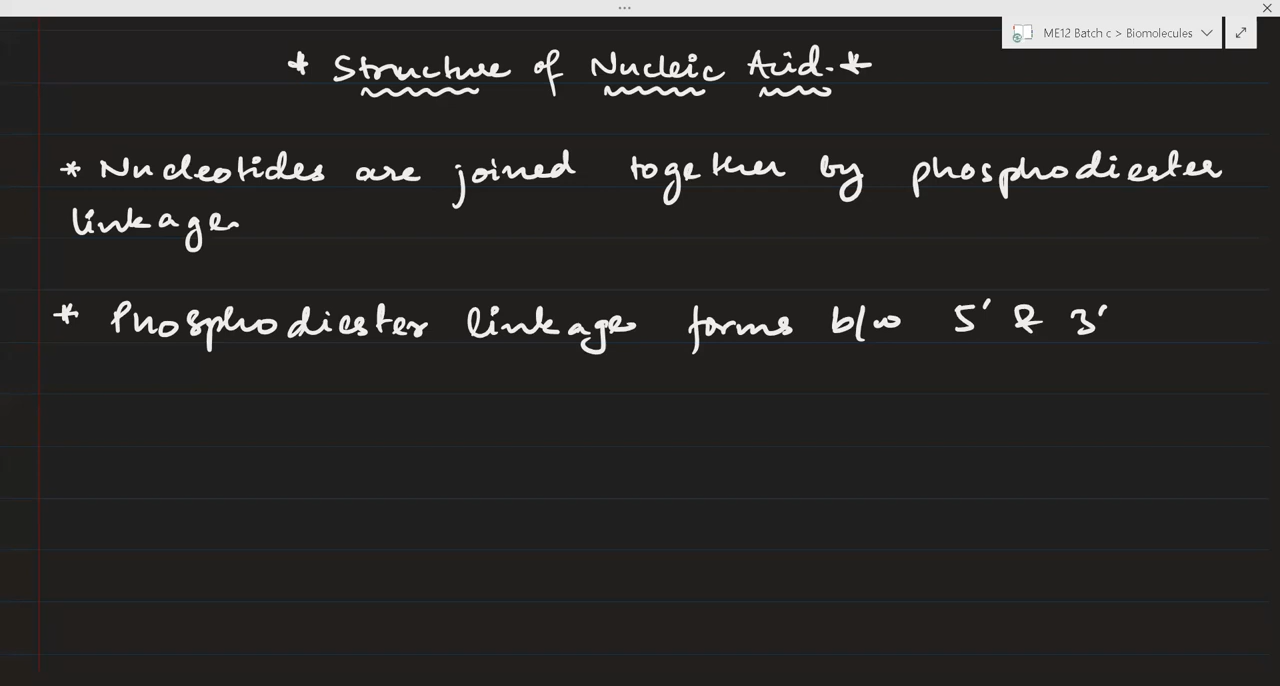 ME12 Batch c > Biomolecules
* Structure of Nucleic Acid. *
* Nucleotides are joined together by phosphodiester
linkage.
* Phosphodiester linkage forms b/w 5' & 3'